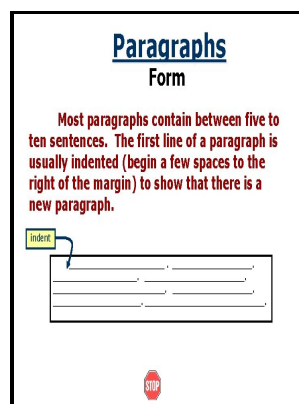 Paragraphs
Form
Most paragraphs contain between five to
ten sentences. The first line of a paragraph is
usually indented (begin a few spaces to the
right of the margin) to show that there is a
new paragraph.
indent
STOP